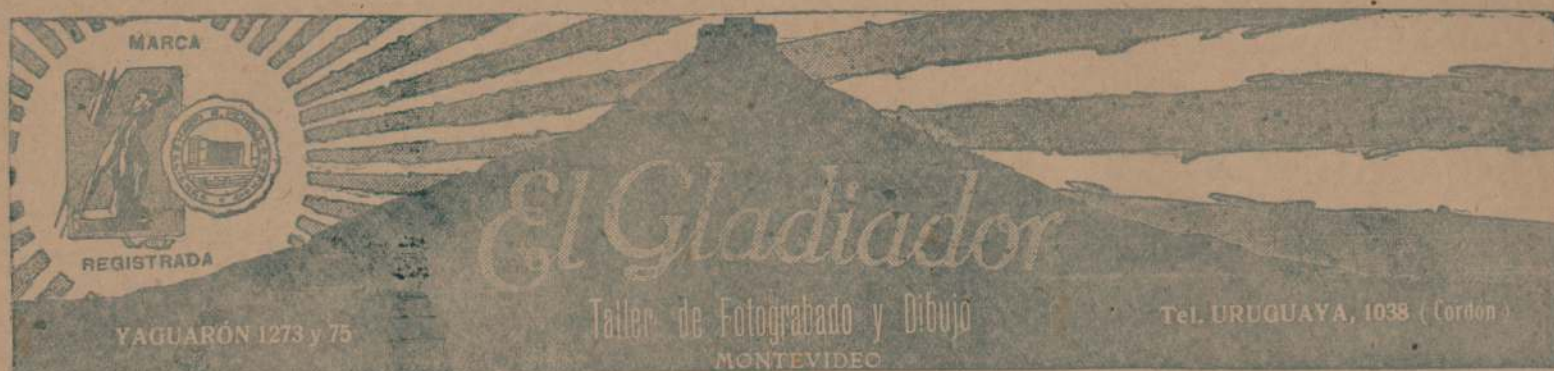 MARCA
REGISTRADA
El Gladiador
Taller de Fotograbado y Dibujo
MONTEVIDEO
YAGUARÓN 1273 y 75
Tel. URUGUAYA, 1038 (Cordon)